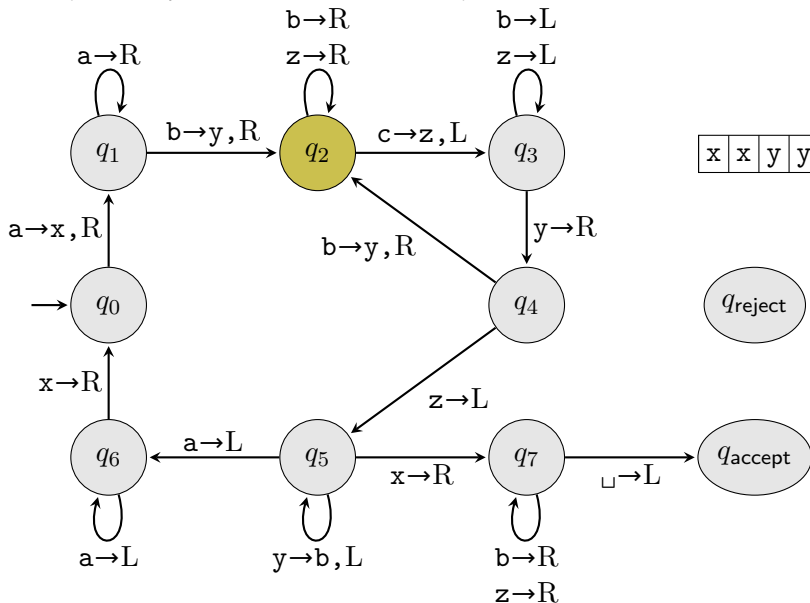 b→R b→L
a→R z→R z→L
b→y,R c→z,L
q1 q2 q3 x x y y
a→x,R b→y,R y→R
q0 q4 qreject
x→R z→L
a→L
q6 q5 q7 qaccept
x→R ␣→L
a→L y→b,L b→R
z→R